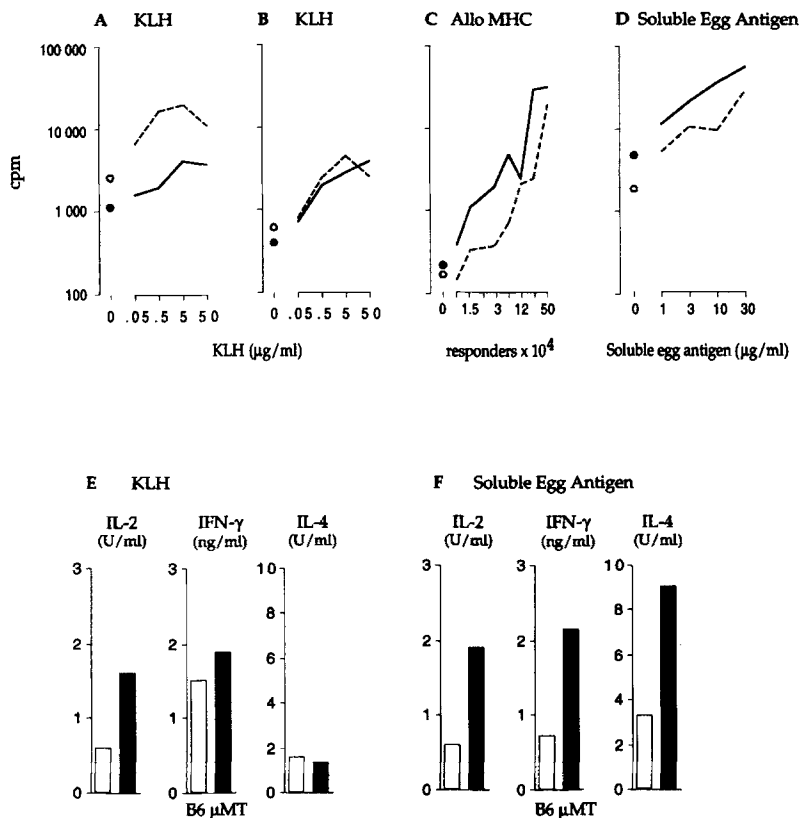 A KLH
B KLH
C Allo MHC
D Soluble Egg Antigen
cpm
100 000
10 000
1 000
100
0 .05 .5 5 50
0 .05 .5 5 50
0 1.5 3 12 50
0 1 3 10 30
KLH (µg/ml)
responders x 10⁴
Soluble egg antigen (µg/ml)
E KLH
F Soluble Egg Antigen
IL-2
(U/ml)
IFN-γ
(ng/ml)
IL-4
(U/ml)
IL-2
(U/ml)
IFN-γ
(ng/ml)
IL-4
(U/ml)
3
2
1
0
3
2
1
0
10
8
6
4
2
0
3
2
1
0
3
2
1
0
10
8
6
4
2
0
B6 µMT
B6 µMT